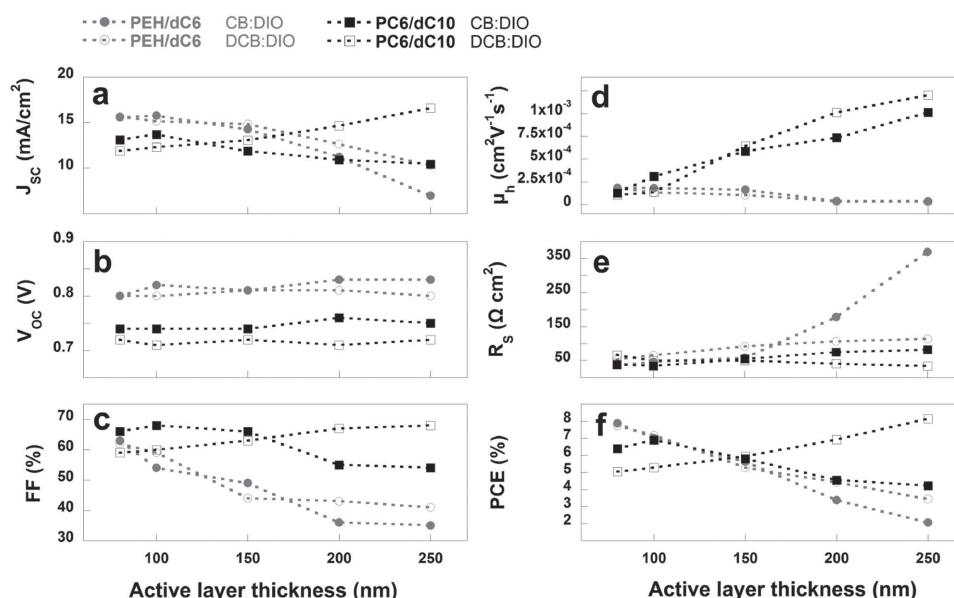 PEH/dC6 CB:DIO PC6/dC10 CB:DIO
PEH/dC6 DCB:DIO PC6/dC10 DCB:DIO
a
J_SC (mA/cm²)
20
15
10
b
V_OC (V)
0.9
0.8
0.7
c
FF (%)
70
60
50
40
30
100 150 200 250
Active layer thickness (nm)
d
μ_h (cm²V⁻¹s⁻¹)
1x10⁻³
7.5x10⁻⁴
5x10⁻⁴
2.5x10⁻⁴
0
e
R_S (Ω cm²)
350
250
150
50
f
PCE (%)
8
7
6
5
4
3
2
100 150 200 250
Active layer thickness (nm)